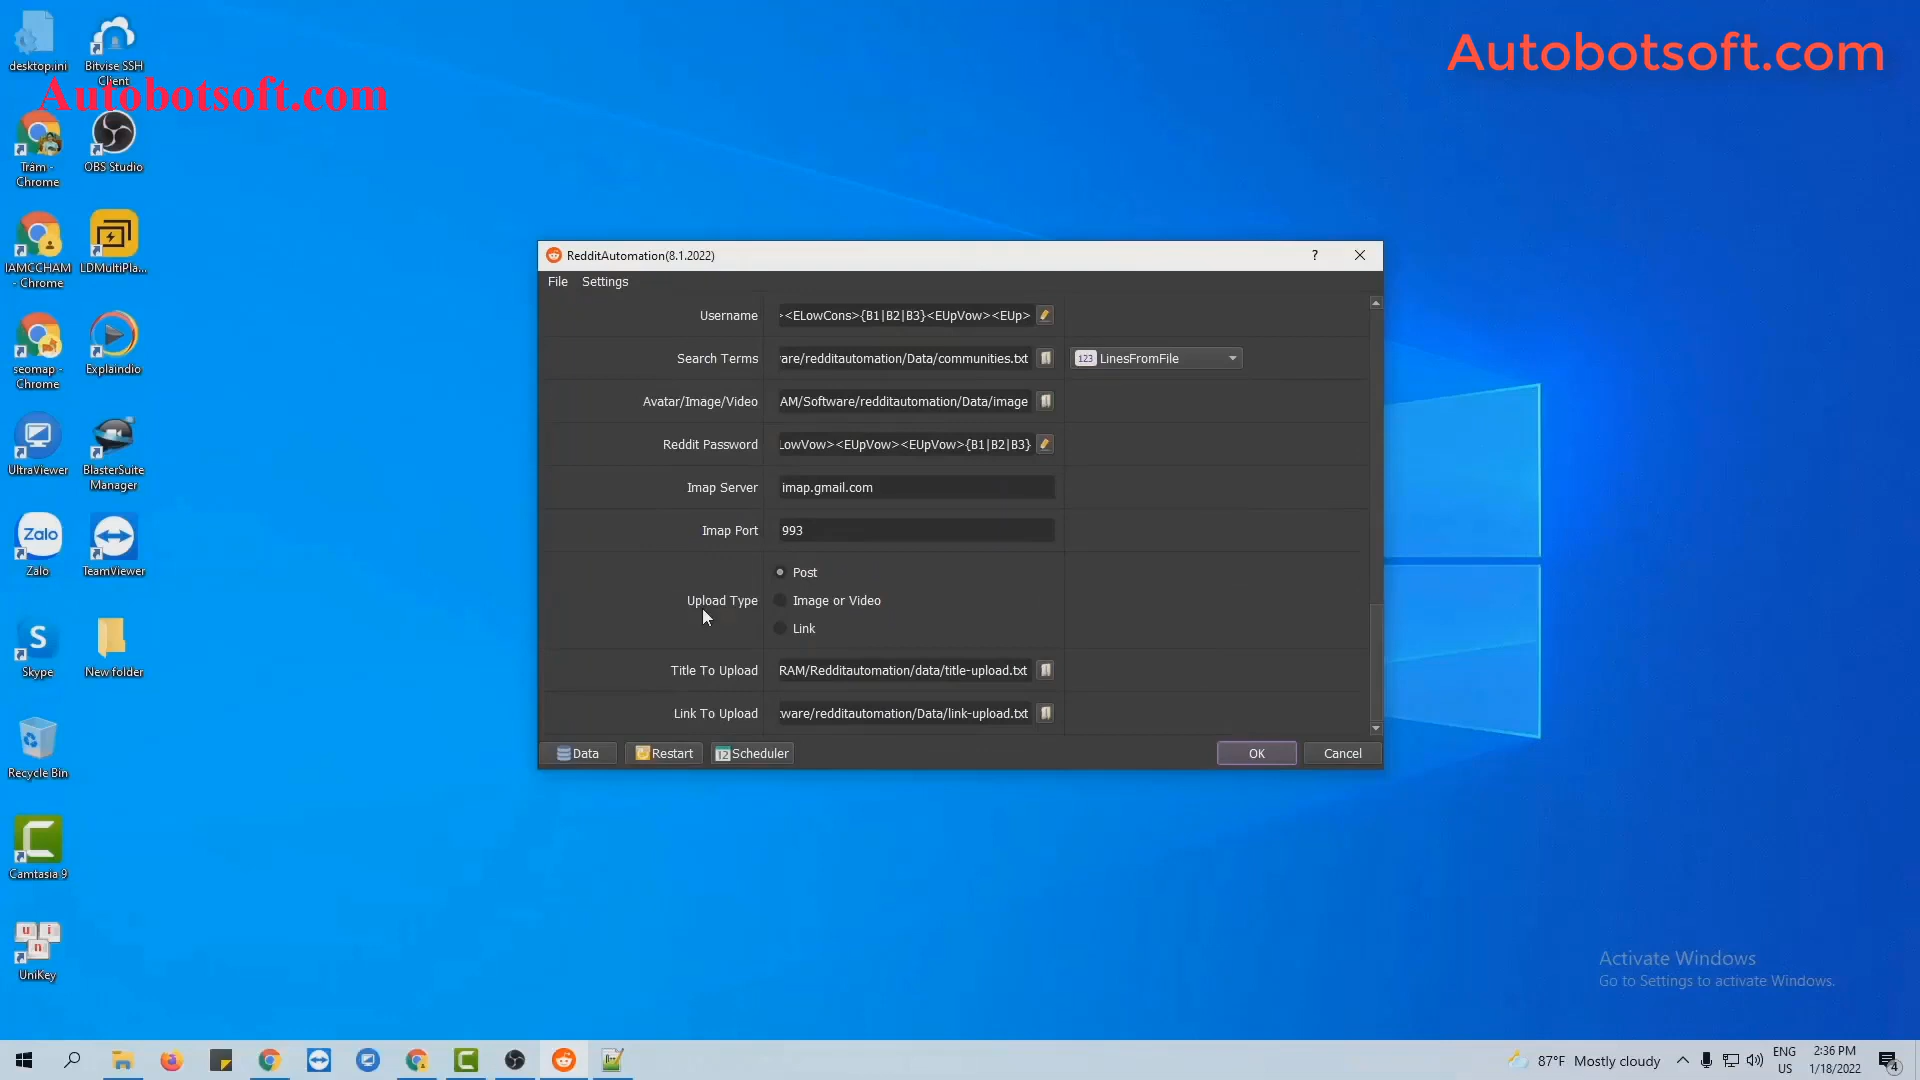 Autobotsoft.com
Autobotsoft.com
desktop.ini
Bitvise SSH
Client
Trâm -
Chrome
OBS Studio
IAMCCHAM
- Chrome
LDMultiPla...
seomap -
Chrome
Explaindio
UltraViewer
BlasterSuite
Manager
Zalo
Zalo
TeamViewer
Skype
New folder
Recycle Bin
Camtasia 9
u i
n
UniKey
RedditAutomation(8.1.2022)
?
File Settings
Username
><ELowCons>{B1|B2|B3}<EUpVow><EUp>
Search Terms
are/redditautomation/Data/communities.txt
123 LinesFromFile
Avatar/Image/Video
AM/Software/redditautomation/Data/image
Reddit Password
LowVow><EUpVow><EUpVow>{B1|B2|B3}
Imap Server
imap.gmail.com
Imap Port
993
Upload Type
Post
Image or Video
Link
Title To Upload
RAM/Redditautomation/data/title-upload.txt
Link To Upload
tware/redditautomation/Data/link-upload.txt
Data
Restart
12 Scheduler
OK
Cancel
Activate Windows
Go to Settings to activate Windows.
87°F Mostly cloudy
ENG
US
2:36 PM
1/18/2022
4